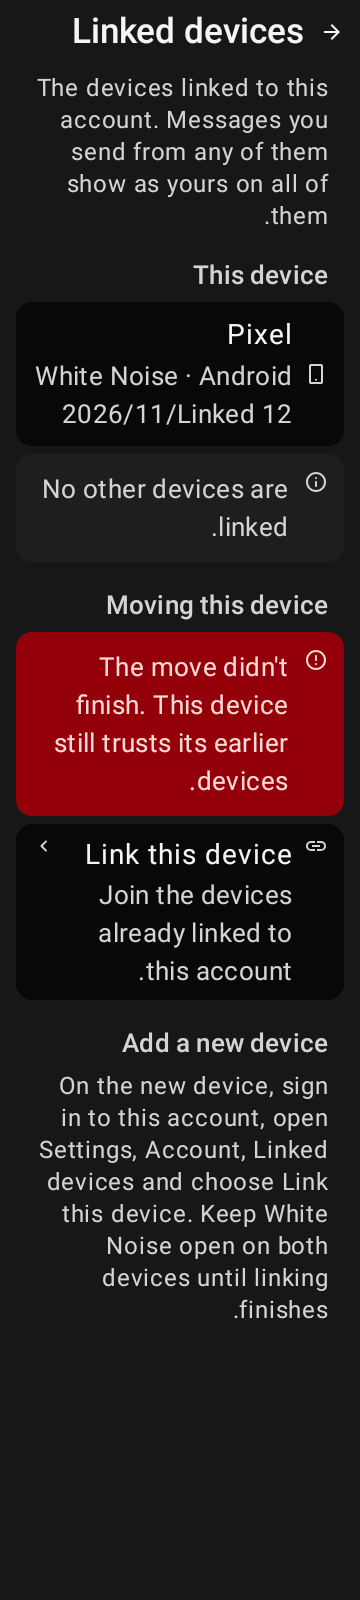 Linked devices
The devices linked to this
account. Messages you
send from any of them
show as yours on all of
.them
This device
Pixel
White Noise · Android
2026/11/Linked 12
No other devices are
.linked
Moving this device
The move didn't
finish. This device
still trusts its earlier
.devices
Link this device
Join the devices
already linked to
.this account
Add a new device
On the new device, sign
in to this account, open
Settings, Account, Linked
devices and choose Link
this device. Keep White
Noise open on both
devices until linking
.finishes